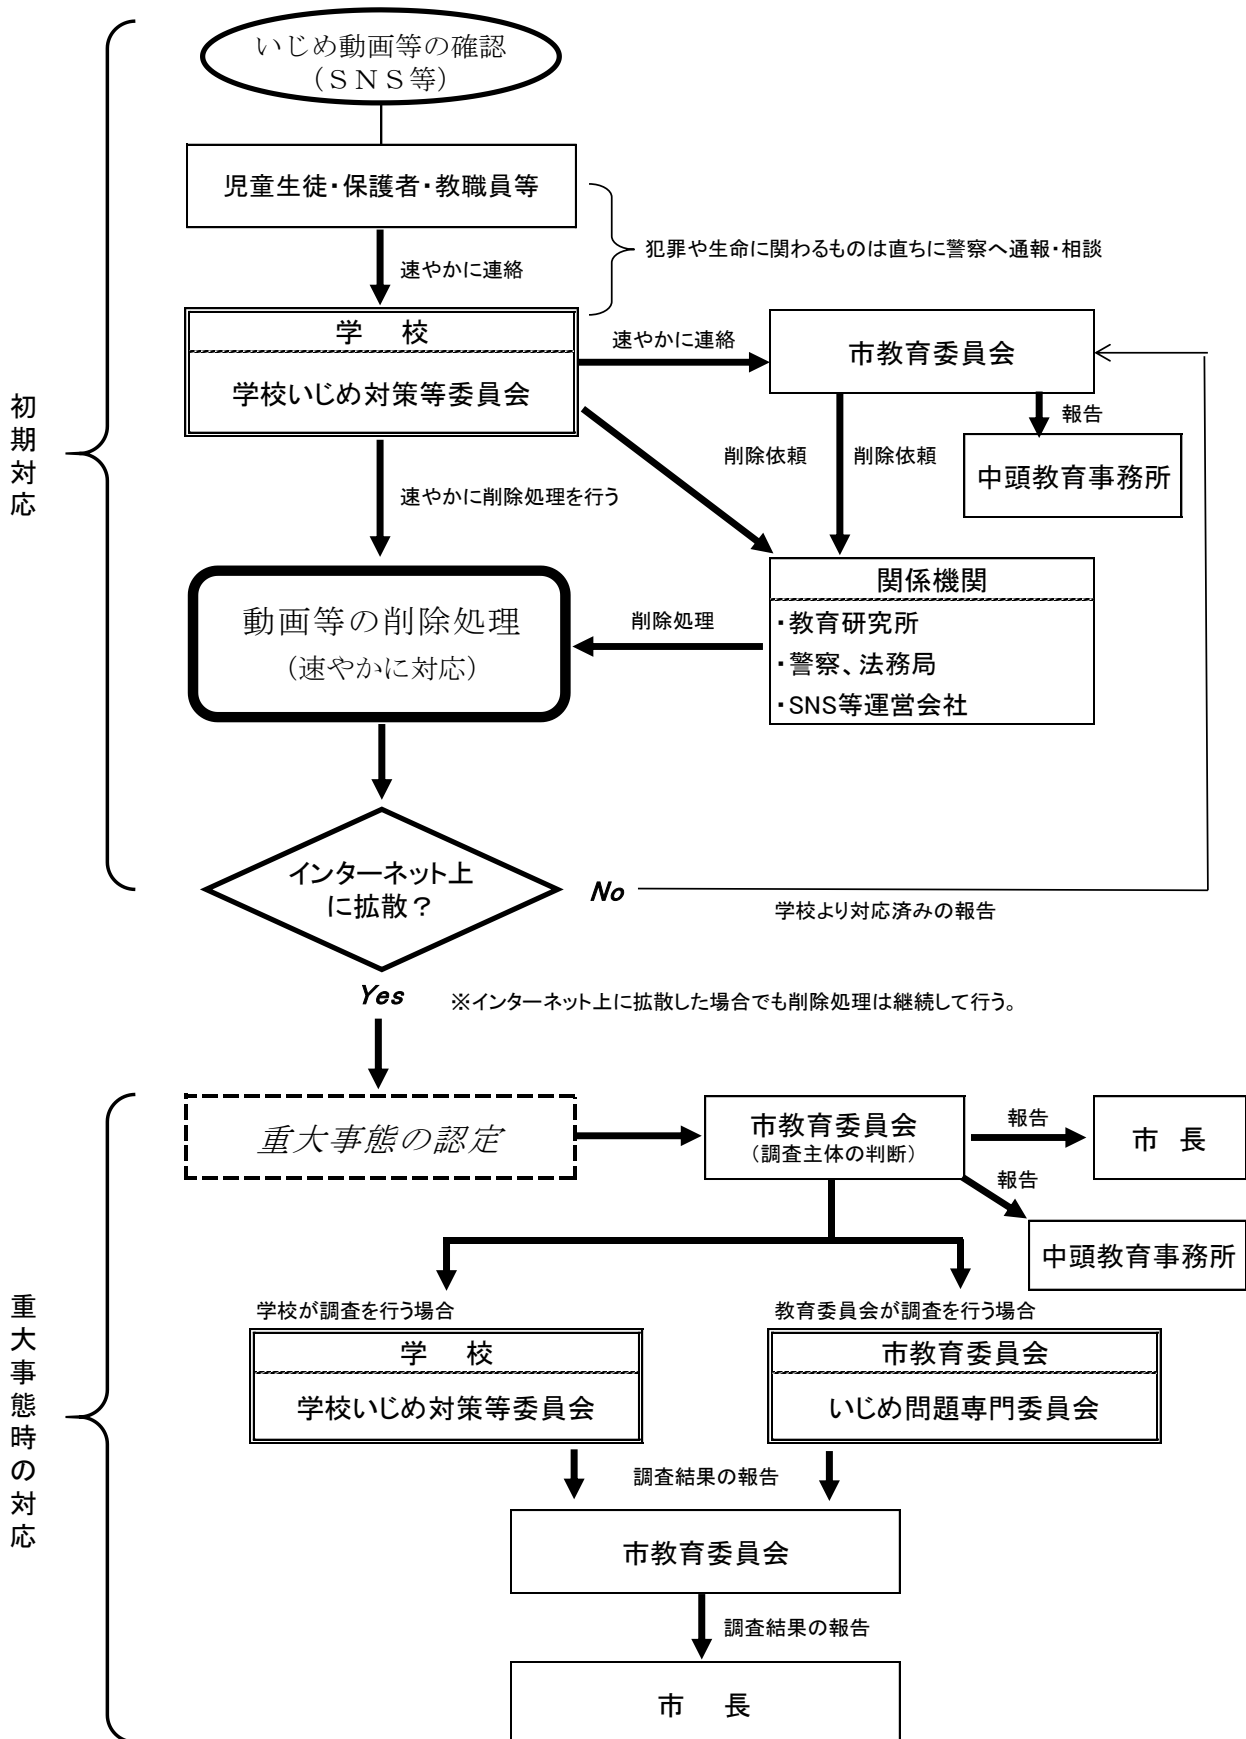 いじめ動画等の確認
（ＳＮＳ等）
児童生徒・保護者・教職員等
犯罪や生命に関わるものは直ちに警察へ通報・相談
速やかに連絡
学　校
学校いじめ対策等委員会
速やかに連絡
市教育委員会
報告
中頭教育事務所
初期対応
削除依頼
削除依頼
速やかに削除処理を行う
関係機関
・教育研究所
・警察、法務局
・SNS等運営会社
削除処理
動画等の削除処理
（速やかに対応）
インターネット上
に拡散？
No
学校より対応済みの報告
Yes
※インターネット上に拡散した場合でも削除処理は継続して行う。
重大事態の認定
市教育委員会
（調査主体の判断）
報告
市　長
報告
中頭教育事務所
重大事態時の対応
学校が調査を行う場合
学　校
学校いじめ対策等委員会
教育委員会が調査を行う場合
市教育委員会
いじめ問題専門委員会
調査結果の報告
市教育委員会
調査結果の報告
市　長